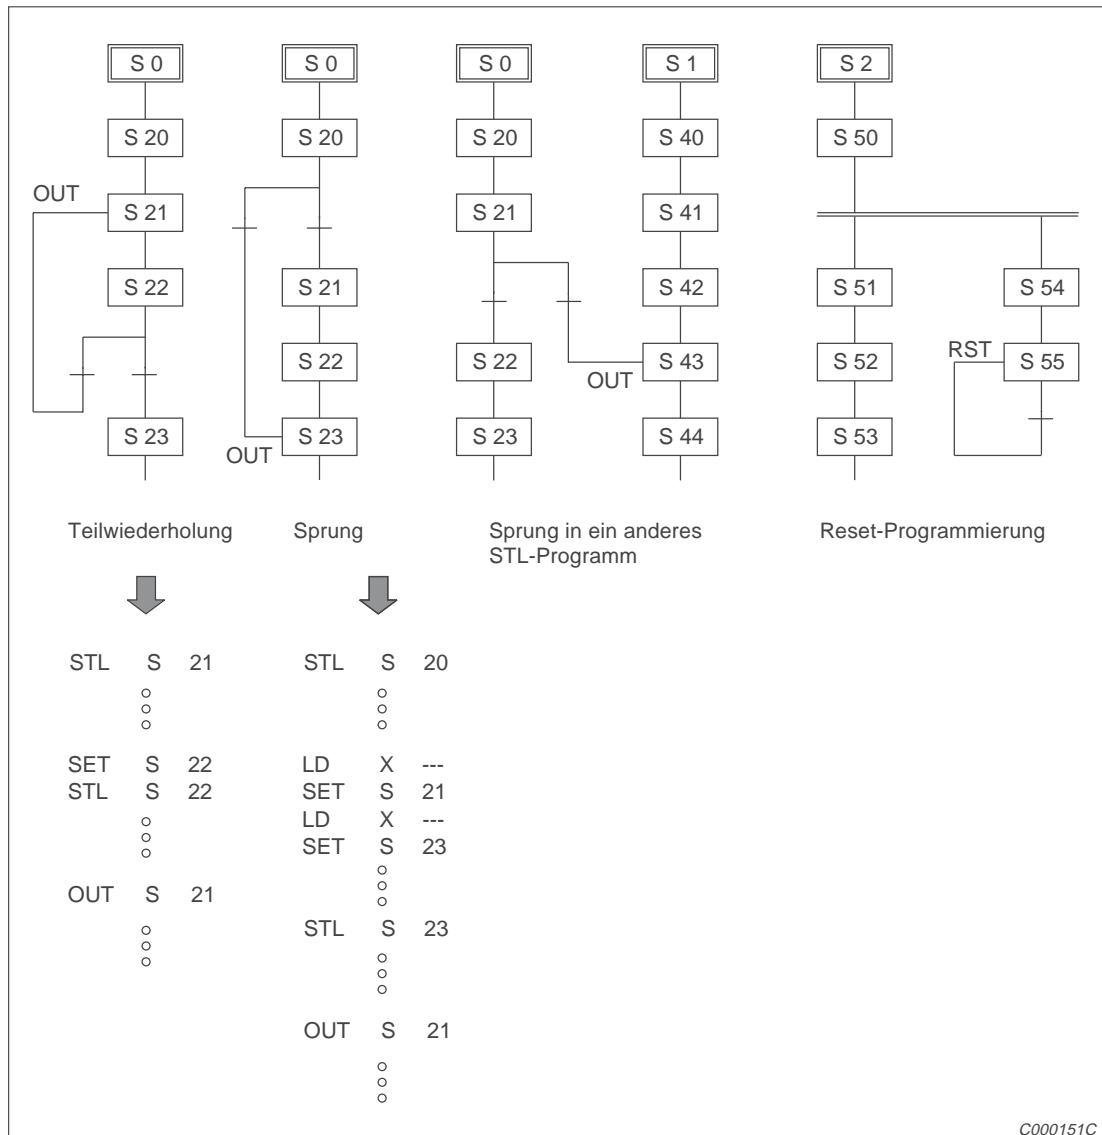 S 0 S 0 S 0 S 1 S 2
S 20 S 20 S 20 S 40 S 50
OUT
S 21 S 21 S 41
S 22 S 21 S 42 S 51 S 54
S 22 S 22 OUT S 43 S 52 RST S 55
S 23 OUT S 23 S 23 S 44 S 53
Teilwiederholung
Sprung
Sprung in ein anderes
STL-Programm
Reset-Programmierung
STL S 21
SET S 22
STL S 22
OUT S 21
STL S 20
LD X ---
SET S 21
LD X ---
SET S 23
STL S 23
OUT S 21
C000151C